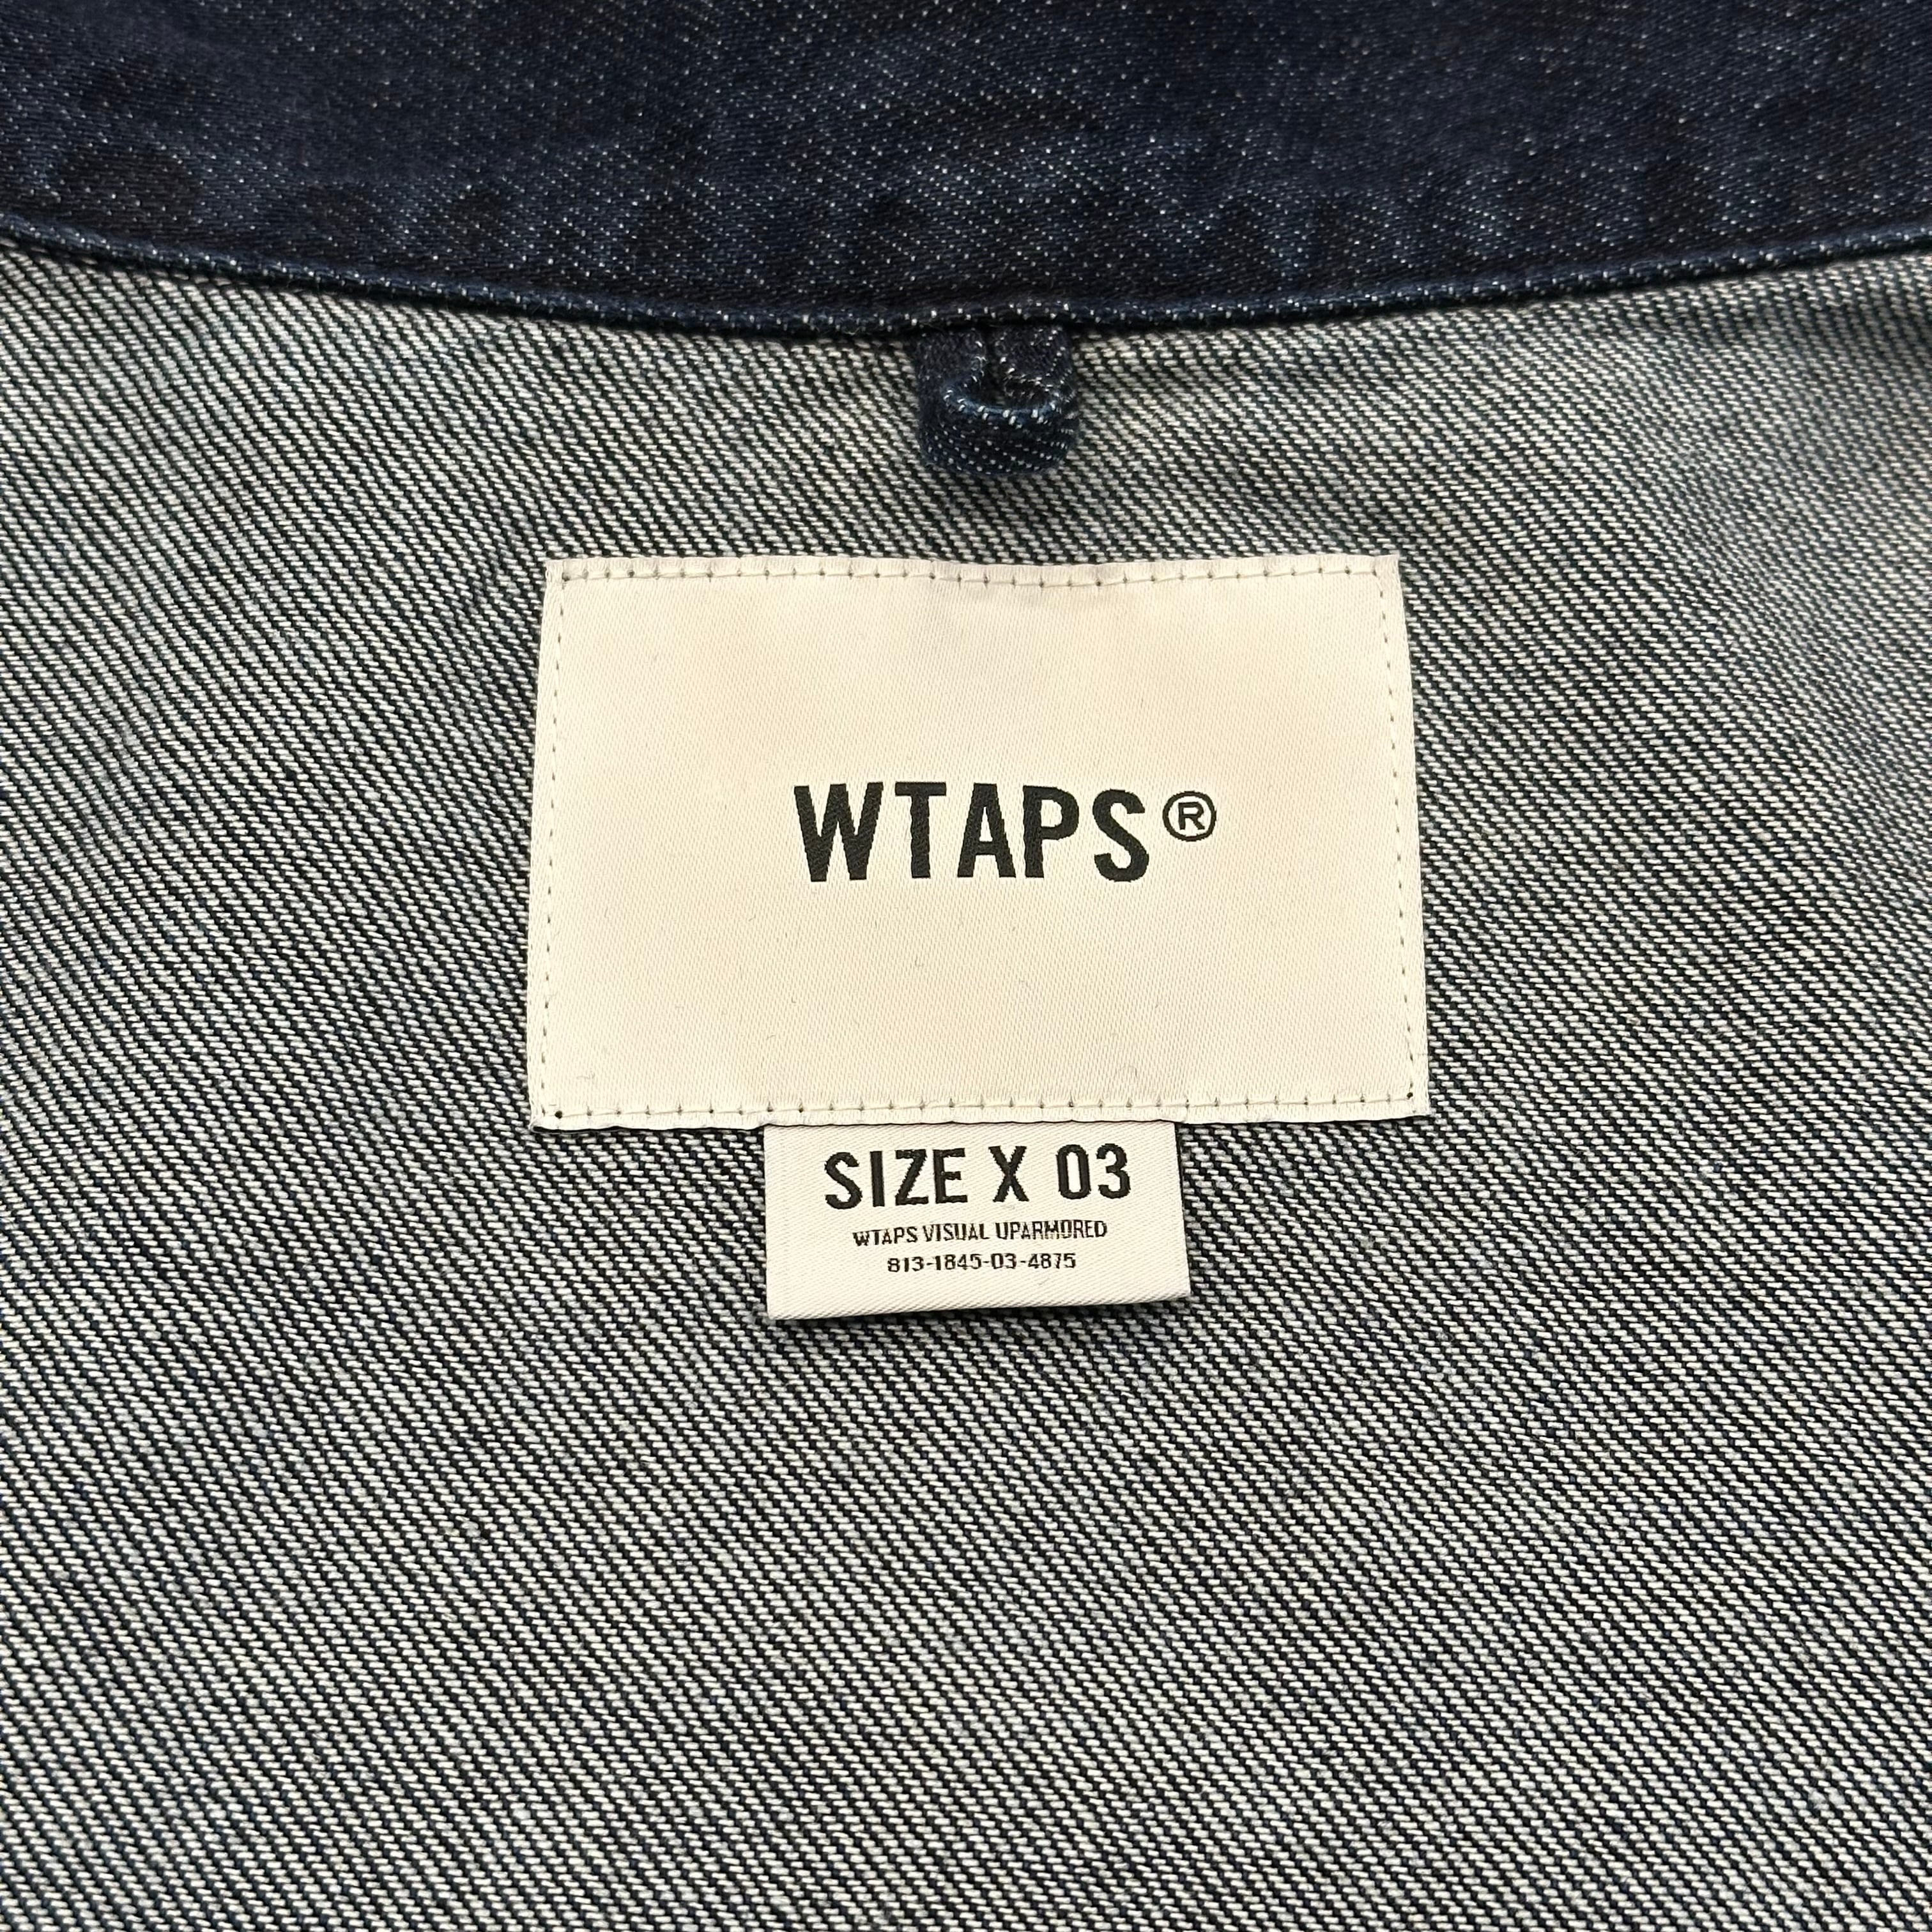 WTAPS®
SIZE X 03
WTAPS VISUAL UPARMORED
813-1845-03-4875